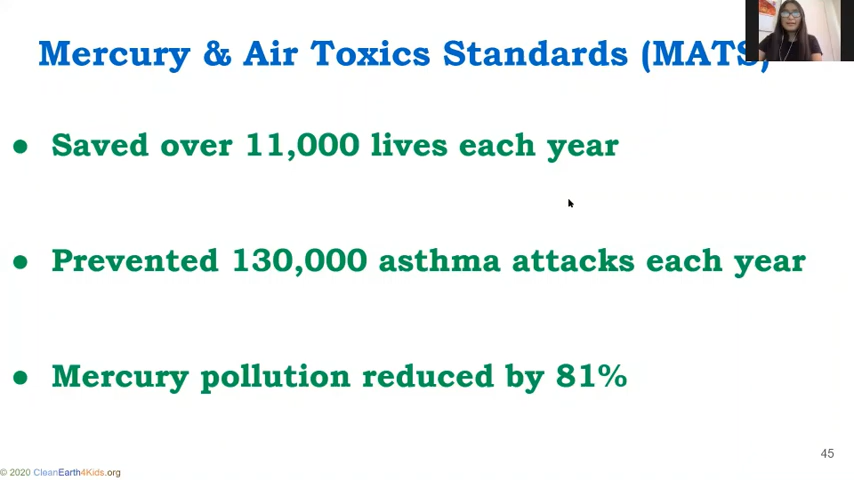 Mercury & Air Toxics Standards (MATS)
● Saved over 11,000 lives each year
● Prevented 130,000 asthma attacks each year
● Mercury pollution reduced by 81%
45
© 2020 CleanEarth4Kids.org